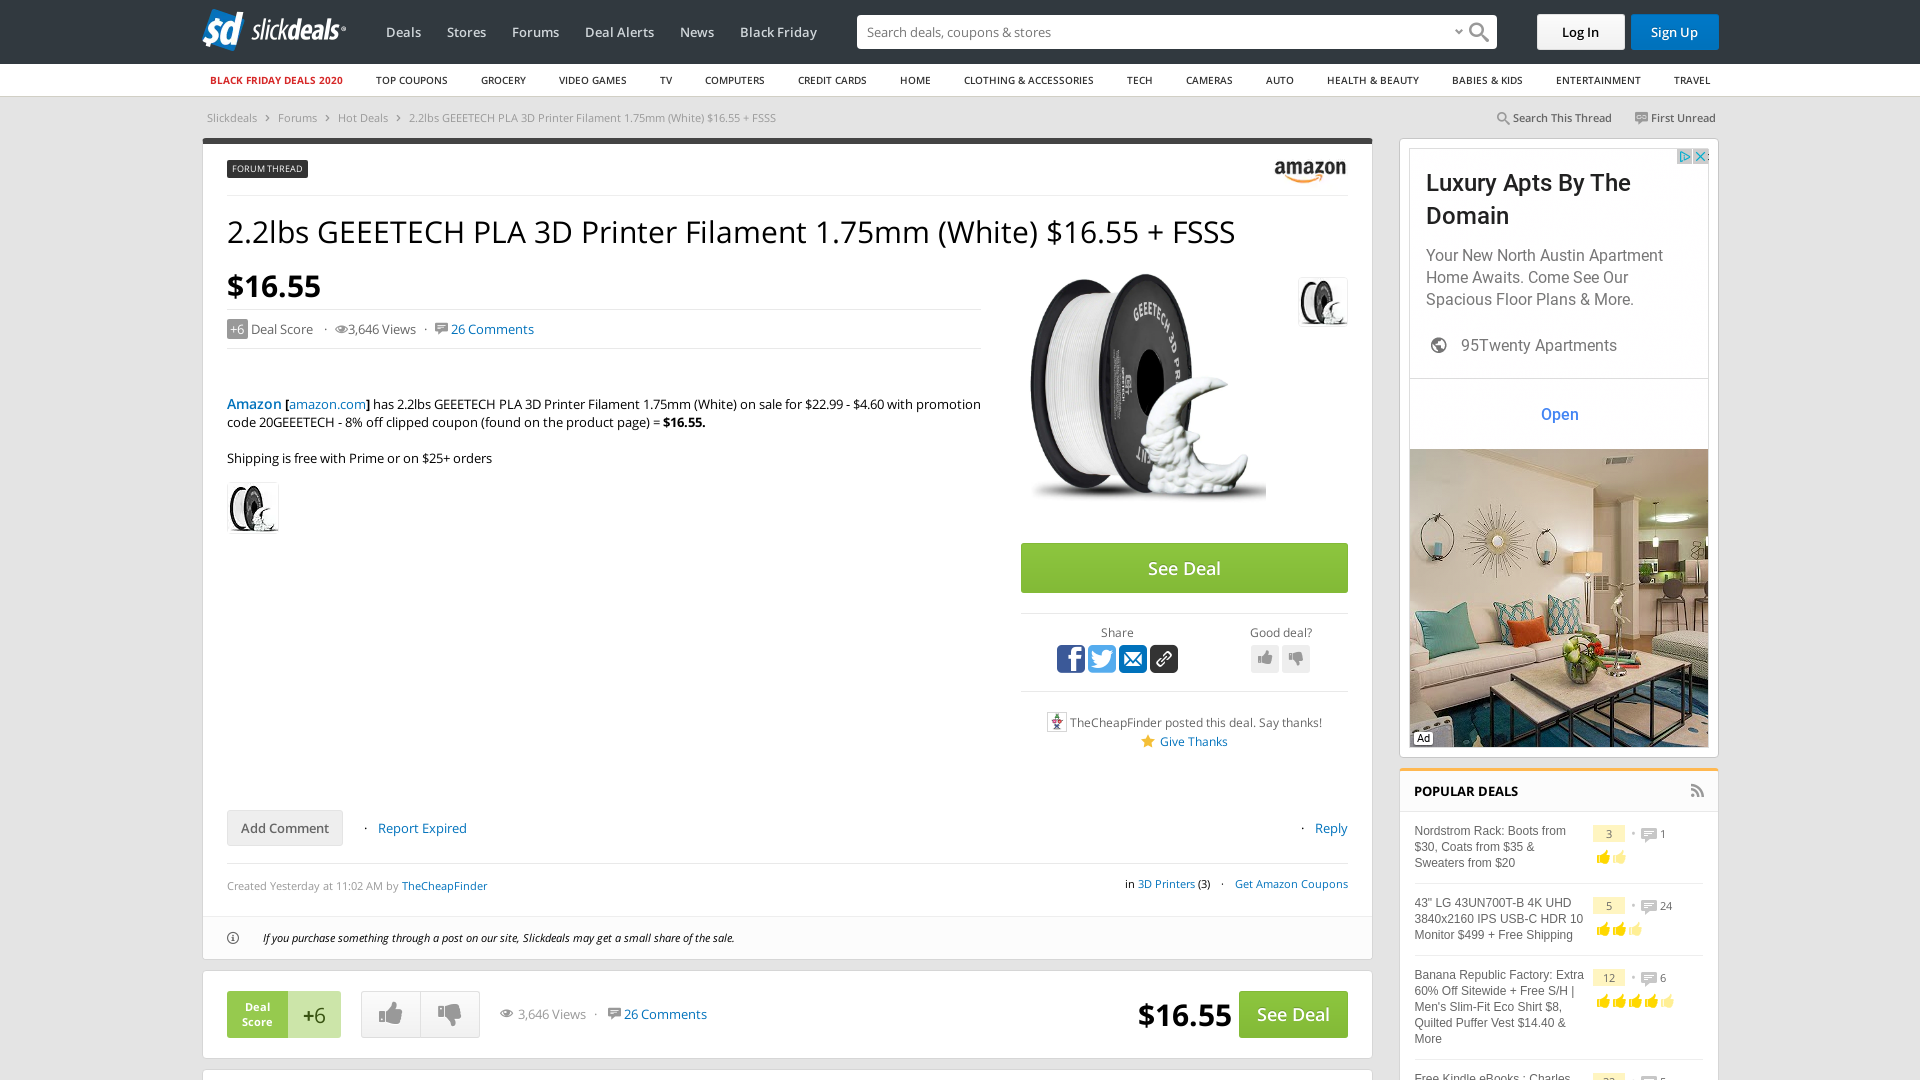 slickdeals
Deals
Stores
Forums
Deal Alerts
News
Black Friday
Search deals, coupons & stores
Log In
Sign Up
BLACK FRIDAY DEALS 2020
TOP COUPONS
GROCERY
VIDEO GAMES
TV
COMPUTERS
CREDIT CARDS
HOME
CLOTHING & ACCESSORIES
TECH
CAMERAS
AUTO
HEALTH & BEAUTY
BABIES & KIDS
ENTERTAINMENT
TRAVEL
Slickdeals › Forums › Hot Deals › 2.2lbs GEEETECH PLA 3D Printer Filament 1.75mm (White) $16.55 + FSSS
Search This Thread
First Unread
FORUM THREAD
amazon
2.2lbs GEEETECH PLA 3D Printer Filament 1.75mm (White) $16.55 + FSSS
$16.55
+6 Deal Score · 3,646 Views · 26 Comments
Amazon [amazon.com] has 2.2lbs GEEETECH PLA 3D Printer Filament 1.75mm (White) on sale for $22.99 - $4.60 with promotion
code 20GEEETECH - 8% off clipped coupon (found on the product page) = $16.55.
Shipping is free with Prime or on $25+ orders
See Deal
Share
Good deal?
TheCheapFinder posted this deal. Say thanks!
Give Thanks
Add Comment
· Report Expired
· Reply
Created Yesterday at 11:02 AM by TheCheapFinder
in 3D Printers (3) · Get Amazon Coupons
If you purchase something through a post on our site, Slickdeals may get a small share of the sale.
Deal
Score
+6
3,646 Views · 26 Comments
$16.55
See Deal
Luxury Apts By The
Domain
Your New North Austin Apartment
Home Awaits. Come See Our
Spacious Floor Plans & More.
95Twenty Apartments
Open
Ad
POPULAR DEALS
Nordstrom Rack: Boots from
$30, Coats from $35 &
Sweaters from $20
3 • 1
43" LG 43UN700T-B 4K UHD
3840x2160 IPS USB-C HDR 10
Monitor $499 + Free Shipping
5 • 24
Banana Republic Factory: Extra
60% Off Sitewide + Free S/H |
Men's Slim-Fit Eco Shirt $8,
Quilted Puffer Vest $14.40 &
More
12 • 6
Free Kindle eBooks : Charles